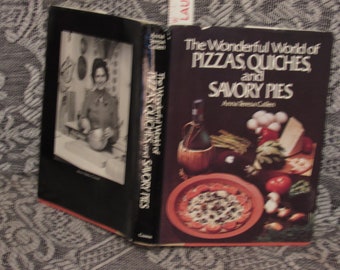 The Wonderful World of
PIZZAS, QUICHES,
and
SAVORY PIES
Anna Teresa Callen
The Wonderful World of
PIZZAS, QUICHES, and
SAVORY PIES
LAU